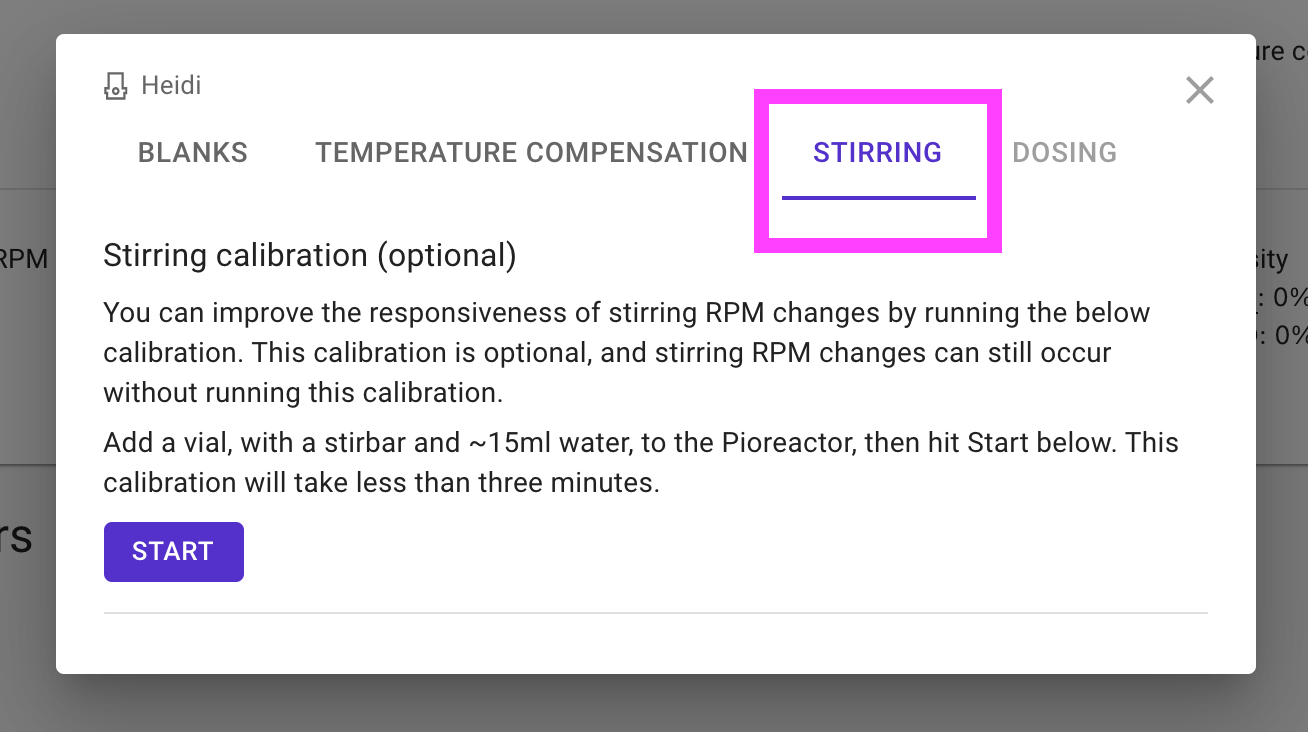 Heidi
BLANKS
TEMPERATURE COMPENSATION
STIRRING
DOSING
Stirring calibration (optional)
You can improve the responsiveness of stirring RPM changes by running the below
calibration. This calibration is optional, and stirring RPM changes can still occur
without running this calibration.
Add a vial, with a stirbar and ~15ml water, to the Pioreactor, then hit Start below. This
calibration will take less than three minutes.
START
RPM
: 0%
: 0%